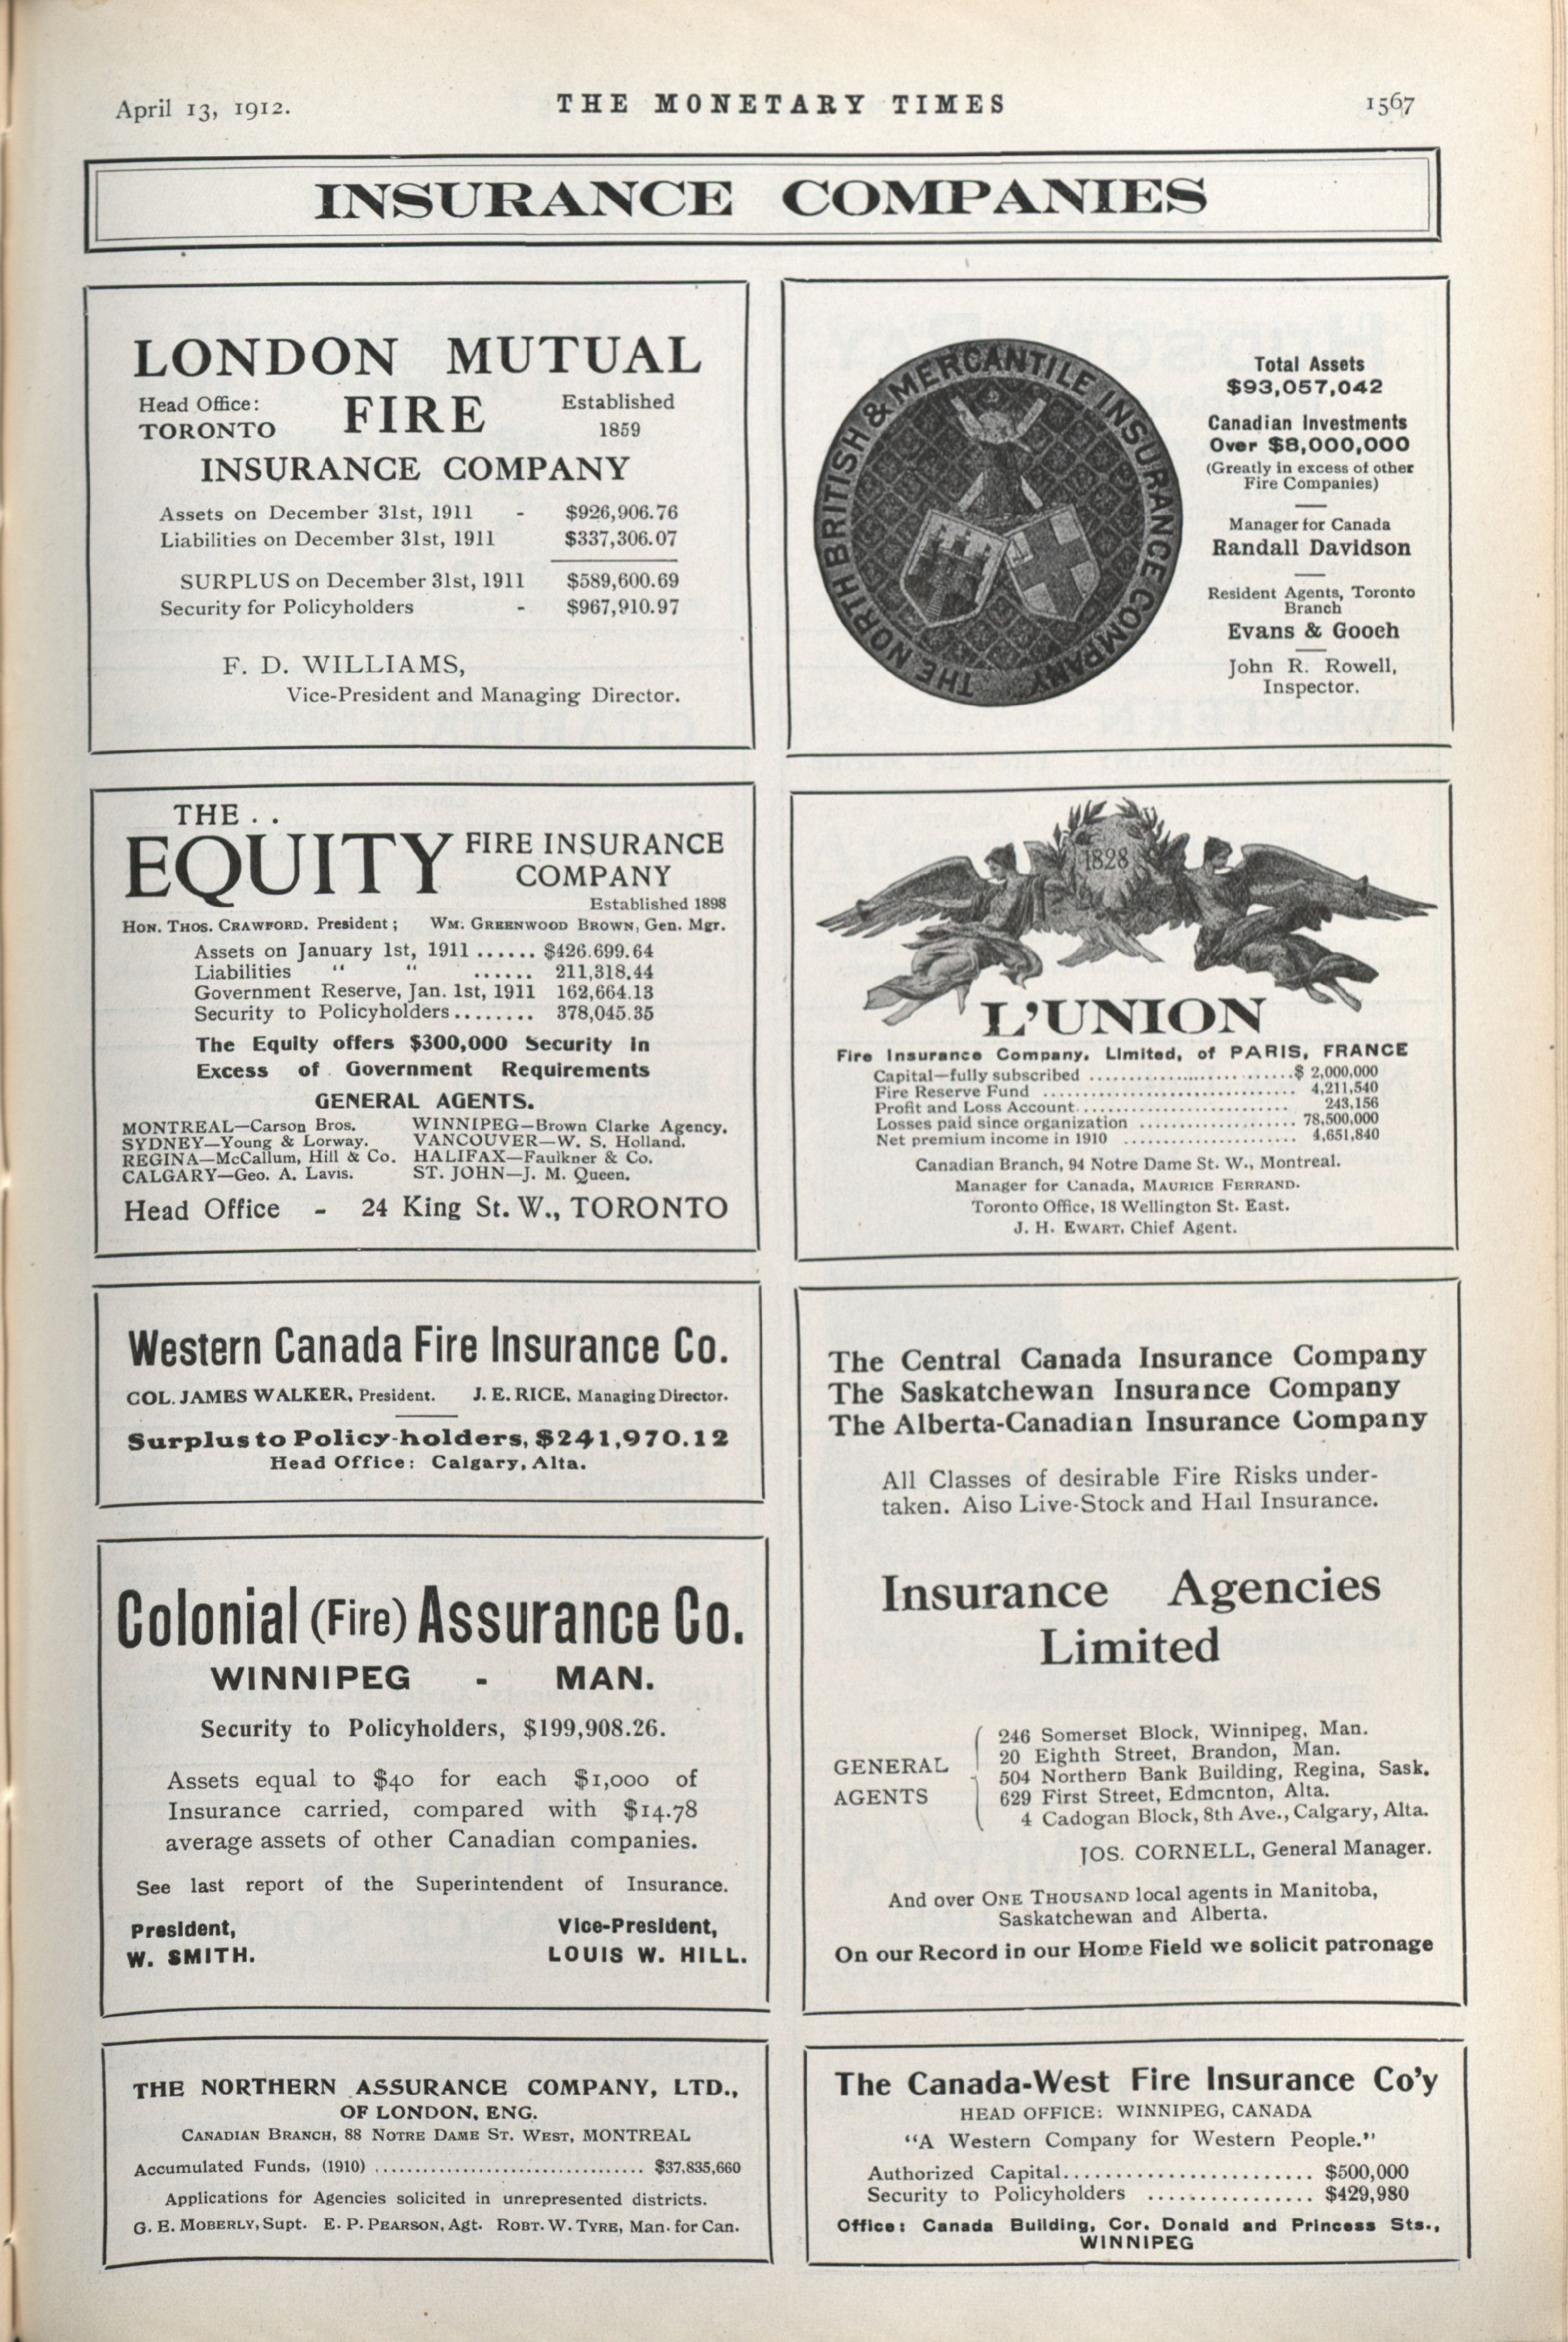 April 13, 1912.
THE MONETARY TIMES
1567
INSURANCE COMPANIES
LONDON MUTUAL
Head Office:
TORONTO
FIRE
Established
1859
INSURANCE COMPANY
Assets on December 31st, 1911 - $926,906.76
Liabilities on December 31st, 1911 $337,306.07
SURPLUS on December 31st, 1911 $589,600.69
Security for Policyholders - $967,910.97
F. D. WILLIAMS,
Vice-President and Managing Director.
THE NORTH BRITISH & MERCANTILE INSURANCE COMPANY
Total Assets
$93,057,042
Canadian Investments
Over $8,000,000
(Greatly in excess of other
Fire Companies)
Manager for Canada
Randall Davidson
Resident Agents, Toronto
Branch
Evans & Gooch
John R. Rowell,
Inspector.
THE . .
EQUITY FIRE INSURANCE
COMPANY
Established 1898
HON. THOS. CRAWFORD. President; WM. GREENWOOD BROWN, Gen. Mgr.
Assets on January 1st, 1911 ...... $426.699.64
Liabilities " " ...... 211,318.44
Government Reserve, Jan. 1st, 1911 162,664.13
Security to Policyholders........ 378,045.35
The Equity offers $300,000 Security in
Excess of Government Requirements
GENERAL AGENTS.
MONTREAL—Carson Bros. WINNIPEG—Brown Clarke Agency.
SYDNEY—Young & Lorway. VANCOUVER—W. S. Holland.
REGINA—McCallum, Hill & Co. HALIFAX—Faulkner & Co.
CALGARY—Geo. A. Lavis. ST. JOHN—J. M. Queen.
Head Office - 24 King St. W., TORONTO
1828
L'UNION
Fire Insurance Company, Limited, of PARIS, FRANCE
Capital—fully subscribed ..........................$ 2,000,000
Fire Reserve Fund ................................ 4,211,540
Profit and Loss Account........................... 243,156
Losses paid since organization .................... 78,500,000
Net premium income in 1910 ...................... 4,651,840
Canadian Branch, 94 Notre Dame St. W., Montreal.
Manager for Canada, MAURICE FERRAND.
Toronto Office, 18 Wellington St. East.
J. H. EWART, Chief Agent.
Western Canada Fire Insurance Co.
COL. JAMES WALKER, President. J. E. RICE, Managing Director.
Surplus to Policy-holders, $241,970.12
Head Office: Calgary, Alta.
Colonial (Fire) Assurance Co.
WINNIPEG - MAN.
Security to Policyholders, $199,908.26.
Assets equal to $40 for each $1,000 of
Insurance carried, compared with $14.78
average assets of other Canadian companies.
See last report of the Superintendent of Insurance.
President, Vice-President,
W. SMITH. LOUIS W. HILL.
The Central Canada Insurance Company
The Saskatchewan Insurance Company
The Alberta-Canadian Insurance Company
All Classes of desirable Fire Risks under-
taken. Also Live-Stock and Hail Insurance.
Insurance Agencies
Limited
GENERAL
AGENTS
246 Somerset Block, Winnipeg, Man.
20 Eighth Street, Brandon, Man.
504 Northern Bank Building, Regina, Sask.
629 First Street, Edmonton, Alta.
4 Cadogan Block, 8th Ave., Calgary, Alta.
JOS. CORNELL, General Manager.
And over ONE THOUSAND local agents in Manitoba,
Saskatchewan and Alberta.
On our Record in our Home Field we solicit patronage
THE NORTHERN ASSURANCE COMPANY, LTD.,
OF LONDON, ENG.
CANADIAN BRANCH, 88 NOTRE DAME ST. WEST, MONTREAL
Accumulated Funds, (1910) ................................. $37,835,660
Applications for Agencies solicited in unrepresented districts.
G. E. MOBERLY, Supt. E. P. PEARSON, Agt. ROBT. W. TYRE, Man. for Can.
The Canada-West Fire Insurance Co'y
HEAD OFFICE: WINNIPEG, CANADA
"A Western Company for Western People."
Authorized Capital........................ $500,000
Security to Policyholders ................ $429,980
Office: Canada Building, Cor. Donald and Princess Sts.,
WINNIPEG